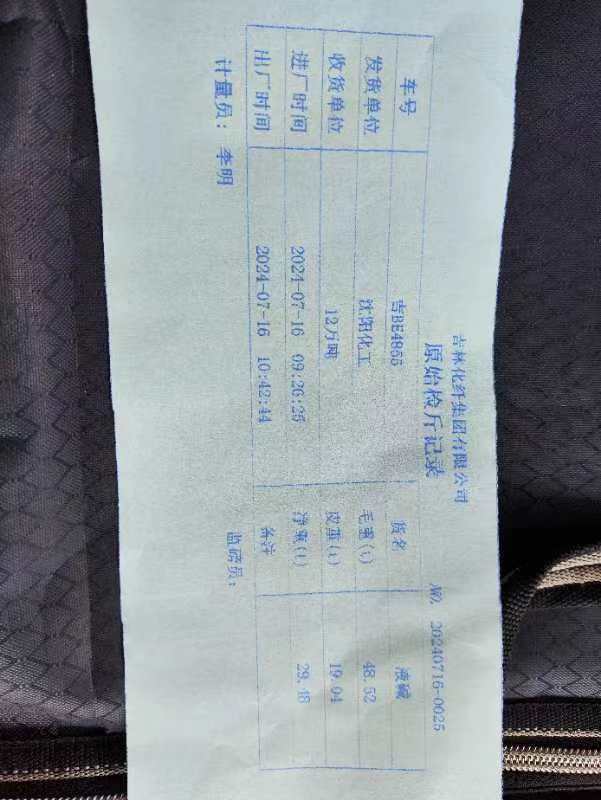 吉林化纤集团有限公司
原始检斤记录
NO. 20240716-0025
车号 吉BE4855 货名 液碱
发货单位 沈阳化工 毛重(t) 48.52
收货单位 12万吨 皮重(t) 19.04
进厂时间 2024-07-16 09:26:25 净重(t) 29.48
出厂时间 2024-07-16 10:42:44 备注
计量员: 李明 监磅员: